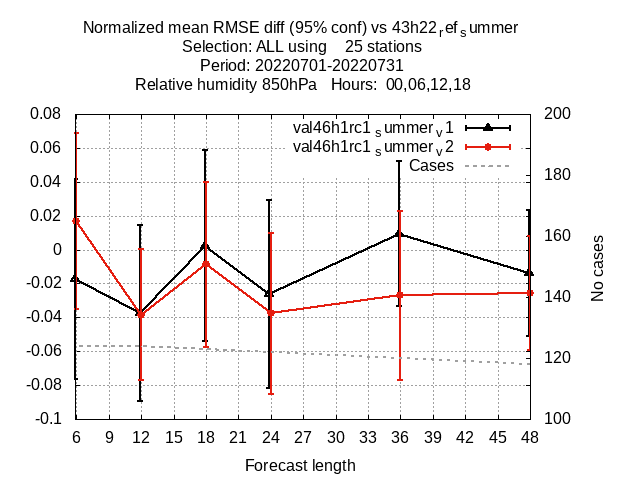 Normalized mean RMSE diff (95% conf) vs 43h22ref_summer
Selection: ALL using 25 stations
Period: 20220701-20220731
Relative humidity 850hPa Hours: 00,06,12,18
0.08
0.06
0.04
0.02
0
-0.02
-0.04
-0.06
-0.08
-0.1
200
180
160
140
120
100
No cases
val46h1rc1summerv1
val46h1rc1summerv2
Cases
6 9 12 15 18 21 24 27 30 33 36 39 42 45 48
Forecast length